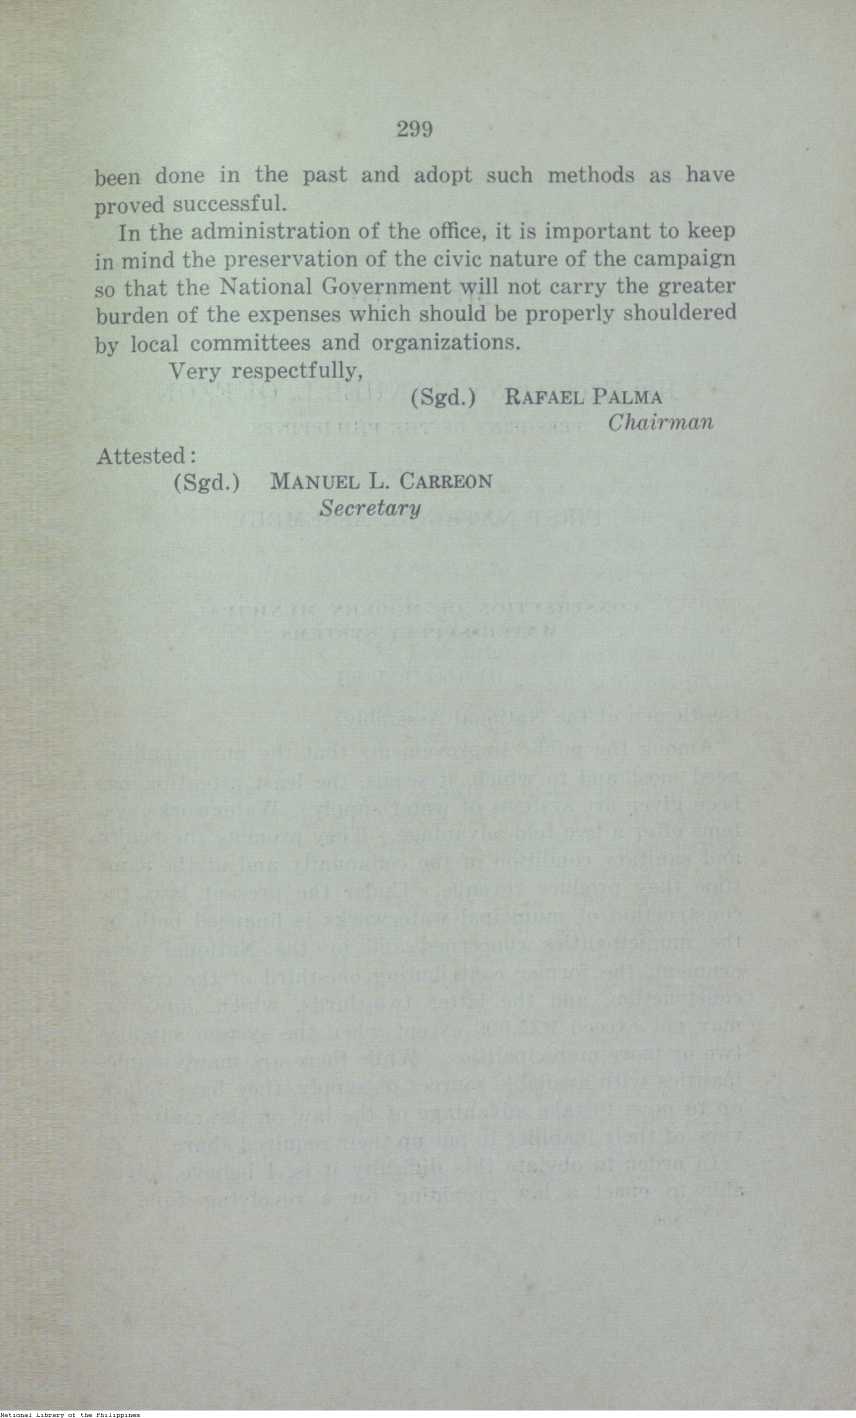 299
been done in the past and adopt such methods as have
proved successful.
In the administration of the office, it is important to keep
in mind the preservation of the civic nature of the campaign
so that the National Government will not carry the greater
burden of the expenses which should be properly shouldered
by local committees and organizations.
Very respectfully,
(Sgd.) RAFAEL PALMA
Chairman
Attested:
(Sgd.) MANUEL L. CARREON
Secretary
National Library of the Philippines